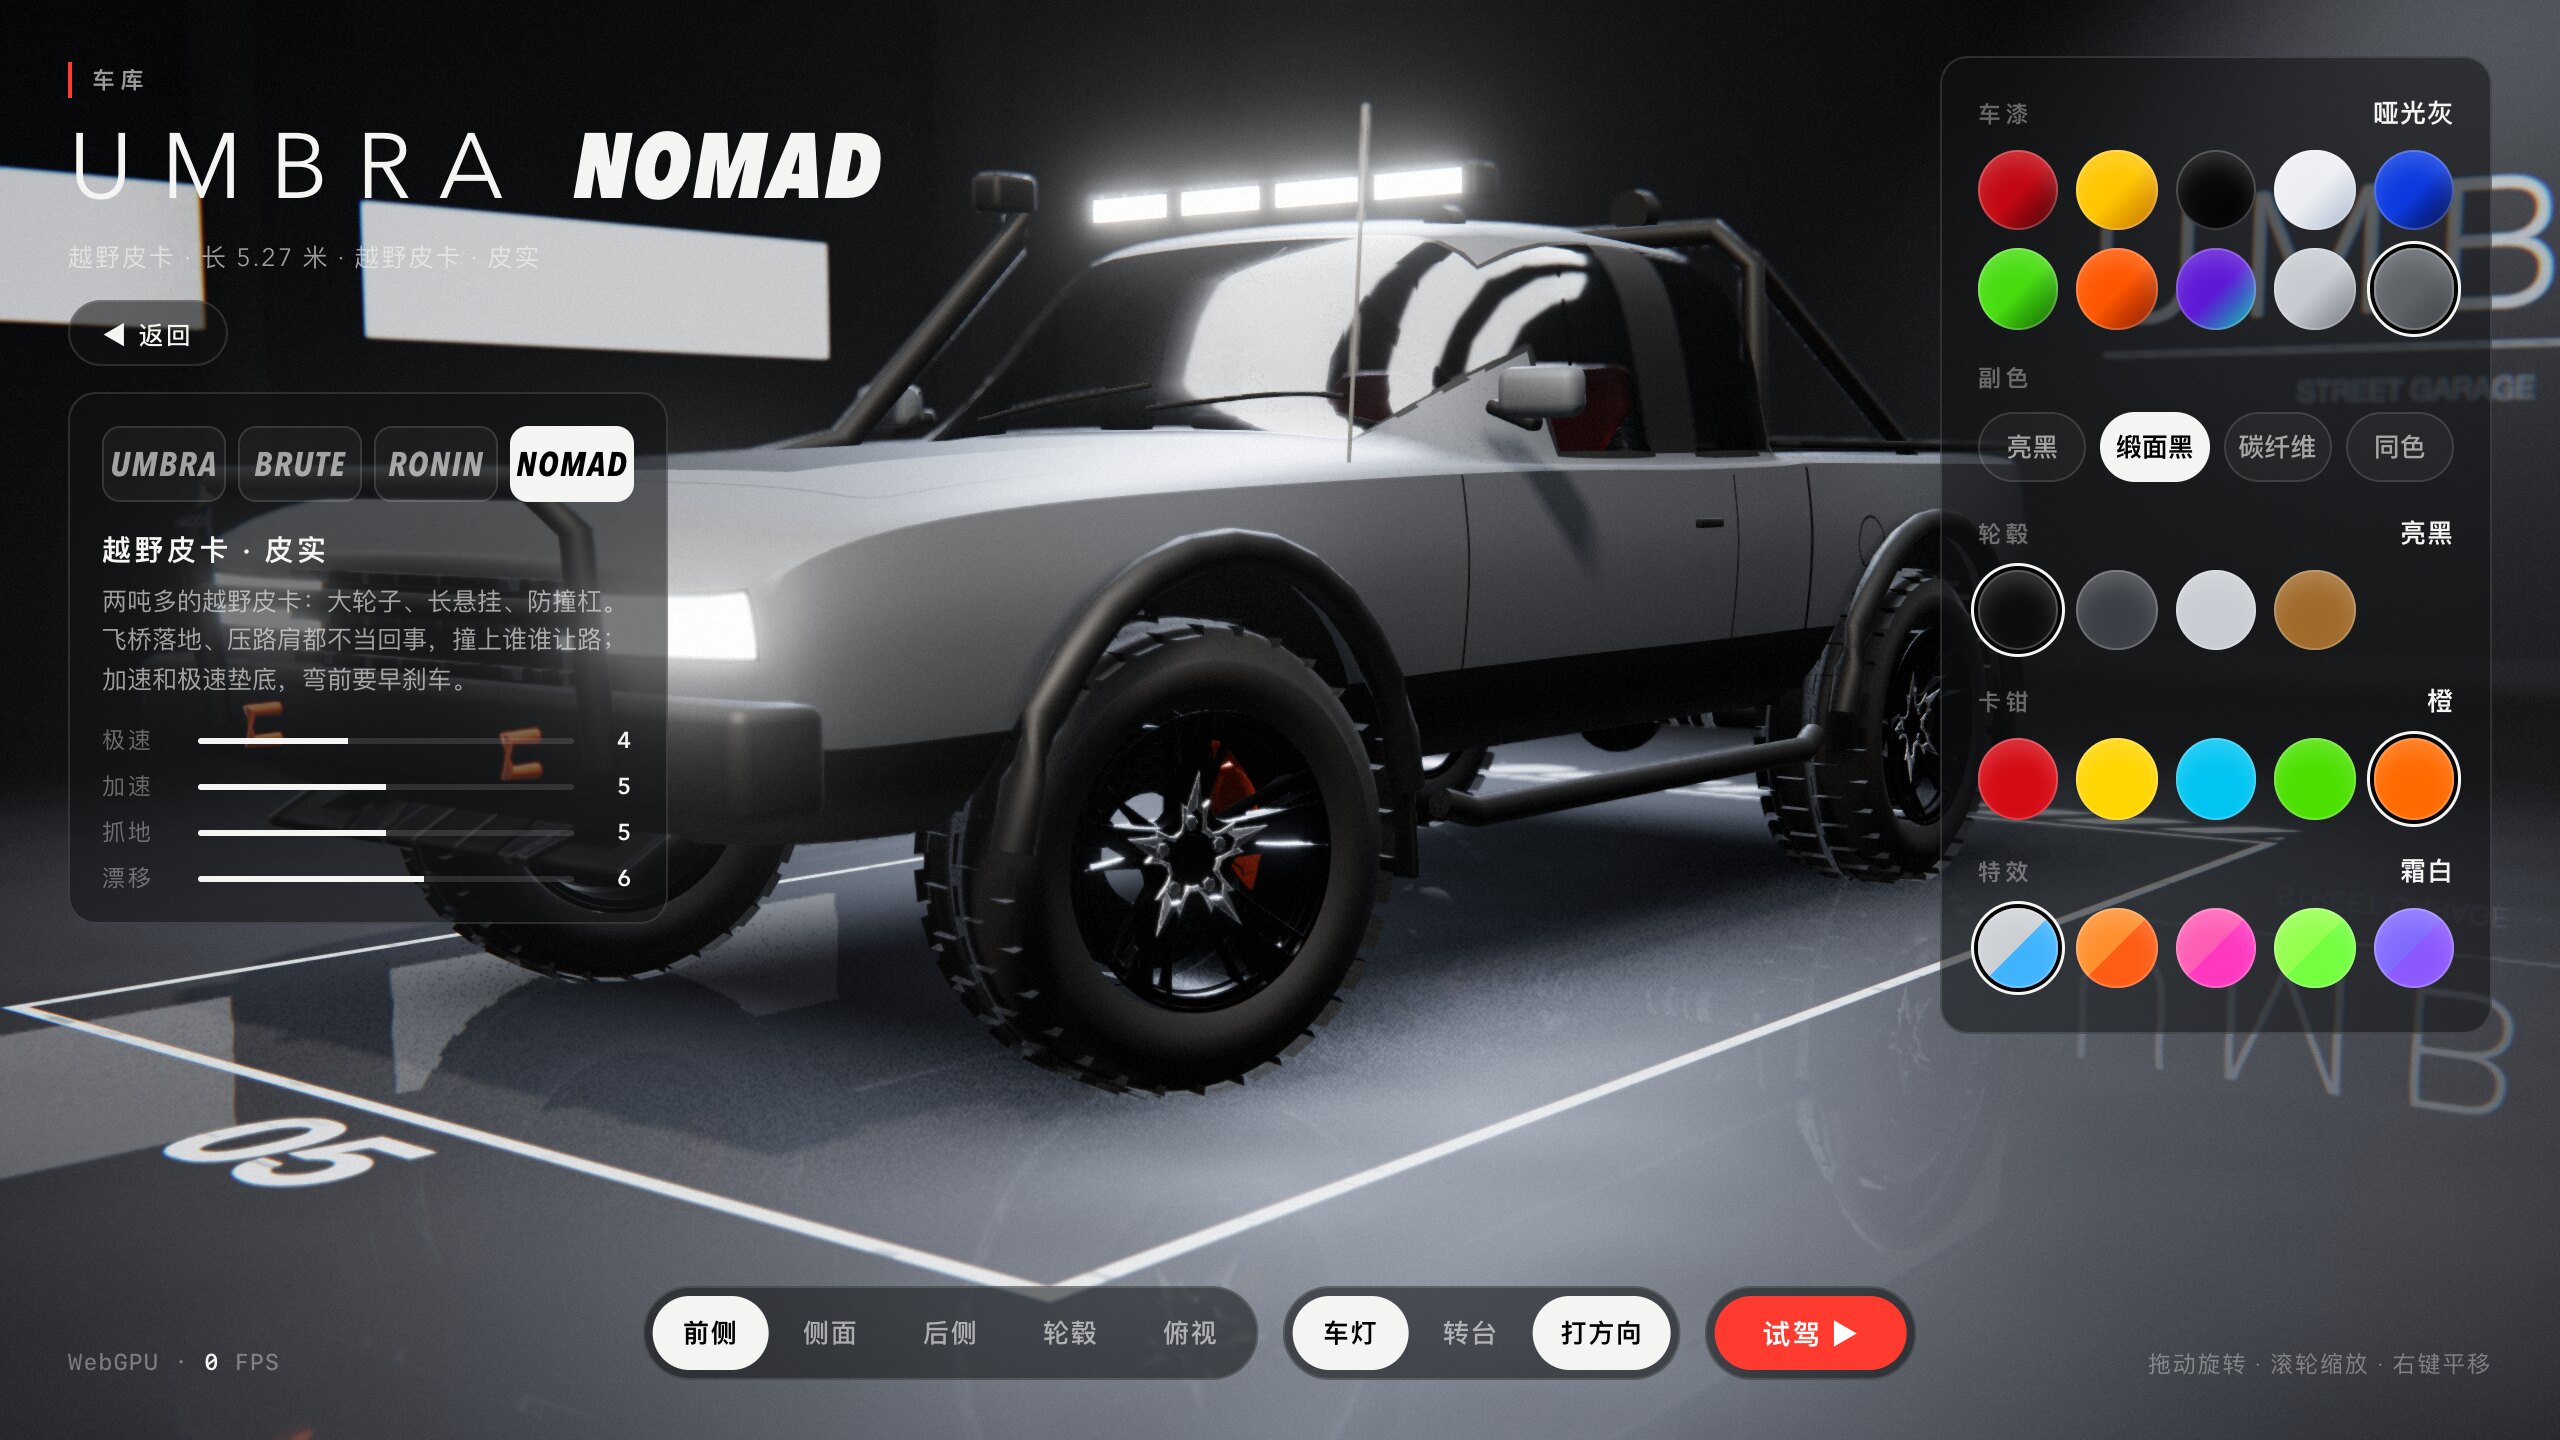 车库
UMBRA NOMAD
越野皮卡 · 长 5.27 米 · 越野皮卡 · 皮实
◀ 返回
UMBRA BRUTE RONIN NOMAD
越野皮卡 · 皮实
两吨多的越野皮卡：大轮子、长悬挂、防撞杠。
飞桥落地、压路肩都不当回事，撞上谁谁让路；
加速和极速垫底，弯前要早刹车。
极速 4
加速 5
抓地 5
漂移 6
车漆 哑光灰
副色
亮黑 缎面黑 碳纤维 同色
轮毂 亮黑
卡钳 橙
特效 霜白
UMB
STREET GARAGE
05
前侧 侧面 后侧 轮毂 俯视
车灯 转台 打方向
试驾 ▶
WebGPU · 0 FPS
拖动旋转 · 滚轮缩放 · 右键平移